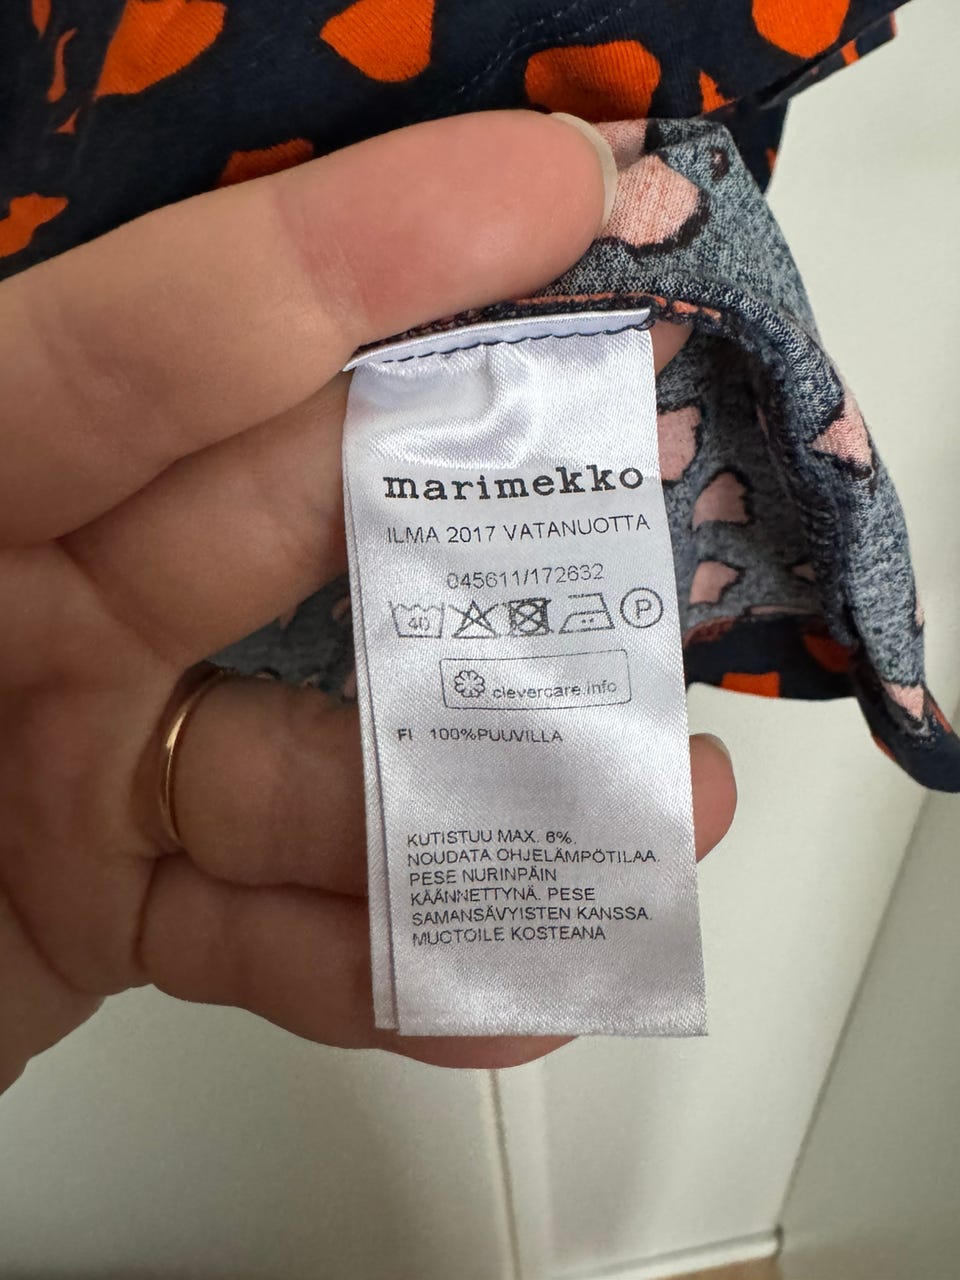 marimekko
ILMA 2017 VATANUOTTA
045611/172632
40 P
clevercare.info
FI 100%PUUVILLA
KUTISTUU MAX. 6%,
NOUDATA OHJELÄMPÖTILAA.
PESE NURINPÄIN
KÄÄNNETTYNÄ. PESE
SAMANSÄVYISTEN KANSSA.
MUOTOILE KOSTEANA